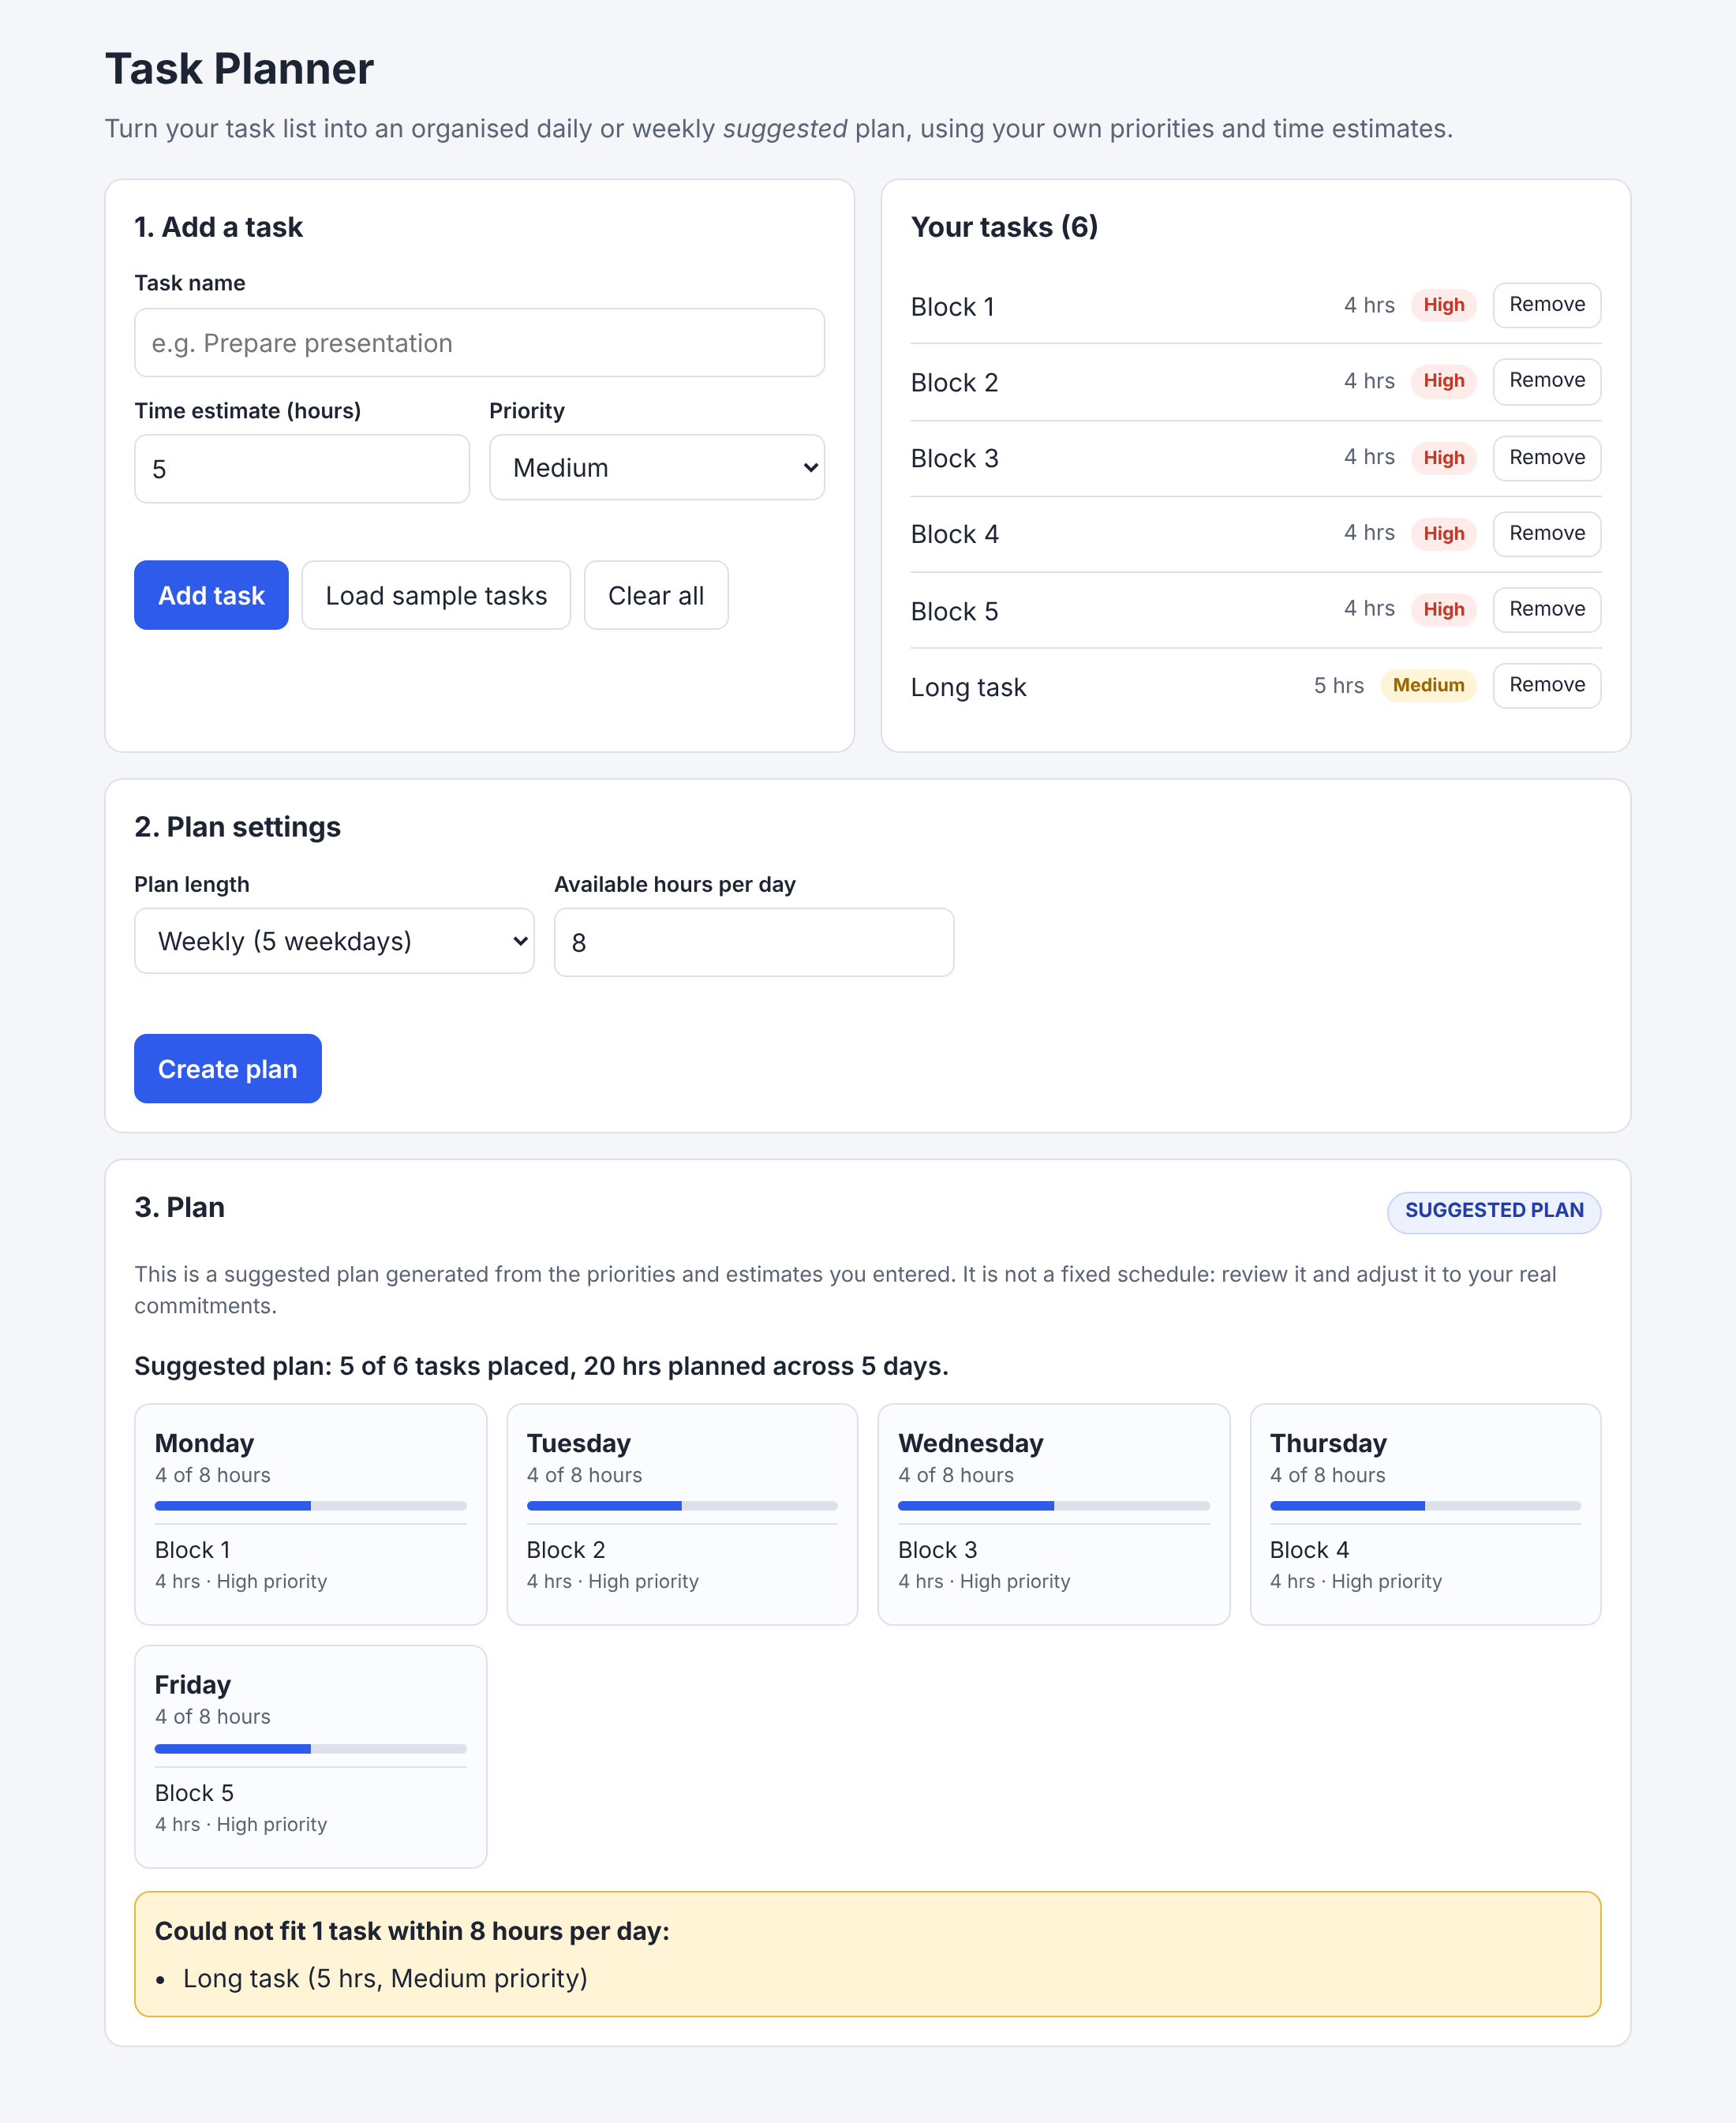 Task Planner
Turn your task list into an organised daily or weekly suggested plan, using your own priorities and time estimates.
1. Add a task
Task name
e.g. Prepare presentation
Time estimate (hours)
Priority
5
Medium
Add task
Load sample tasks
Clear all
Your tasks (6)
Block 1 4 hrs High Remove
Block 2 4 hrs High Remove
Block 3 4 hrs High Remove
Block 4 4 hrs High Remove
Block 5 4 hrs High Remove
Long task 5 hrs Medium Remove
2. Plan settings
Plan length
Available hours per day
Weekly (5 weekdays)
8
Create plan
3. Plan
SUGGESTED PLAN
This is a suggested plan generated from the priorities and estimates you entered. It is not a fixed schedule: review it and adjust it to your real
commitments.
Suggested plan: 5 of 6 tasks placed, 20 hrs planned across 5 days.
Monday
4 of 8 hours
Block 1
4 hrs · High priority
Tuesday
4 of 8 hours
Block 2
4 hrs · High priority
Wednesday
4 of 8 hours
Block 3
4 hrs · High priority
Thursday
4 of 8 hours
Block 4
4 hrs · High priority
Friday
4 of 8 hours
Block 5
4 hrs · High priority
Could not fit 1 task within 8 hours per day:
• Long task (5 hrs, Medium priority)